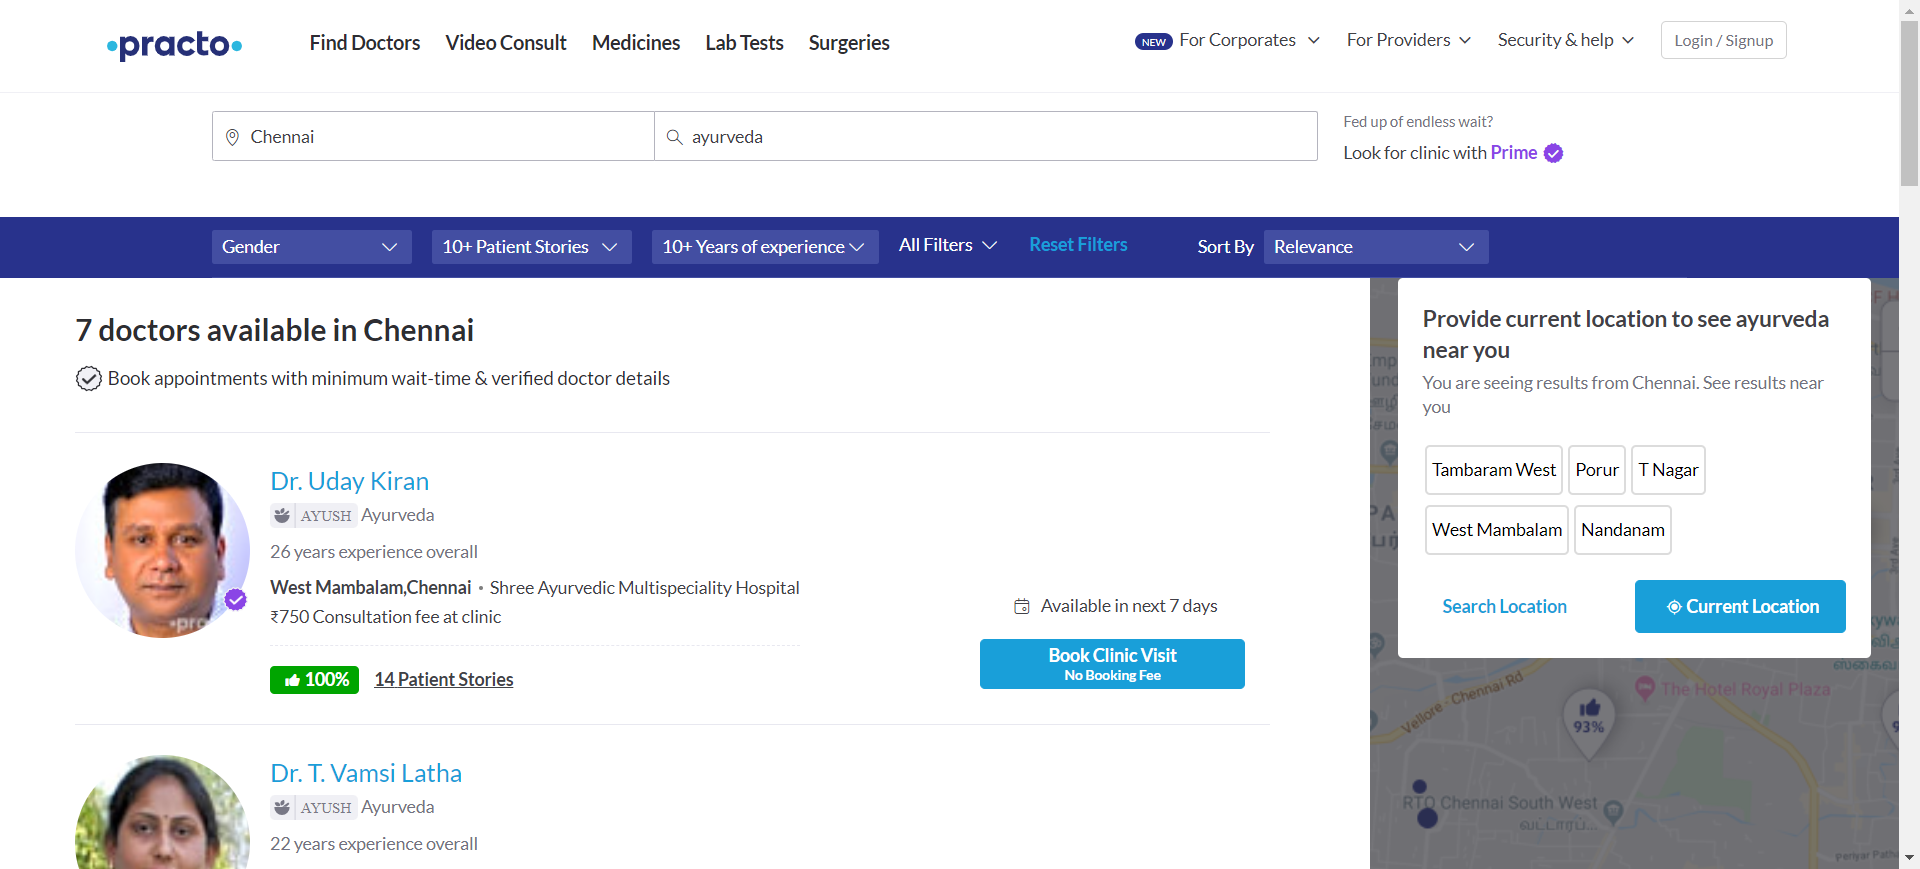 practo
Find Doctors
Video Consult
Medicines
Lab Tests
Surgeries
NEW For Corporates
For Providers
Security & help
Login / Signup
Chennai
ayurveda
Fed up of endless wait?
Look for clinic with Prime
Gender
10+ Patient Stories
10+ Years of experience
All Filters
Reset Filters
Sort By
Relevance
7 doctors available in Chennai
Book appointments with minimum wait-time & verified doctor details
Dr. Uday Kiran
AYUSH Ayurveda
26 years experience overall
West Mambalam,Chennai • Shree Ayurvedic Multispeciality Hospital
₹750 Consultation fee at clinic
100%
14 Patient Stories
Available in next 7 days
Book Clinic Visit
No Booking Fee
Dr. T. Vamsi Latha
AYUSH Ayurveda
22 years experience overall
Provide current location to see ayurveda
near you
You are seeing results from Chennai. See results near
you
Tambaram West
Porur
T Nagar
West Mambalam
Nandanam
Search Location
Current Location
Vellore - Chennai Rd
The Hotel Royal Plaza
93%
RTO Chennai South West